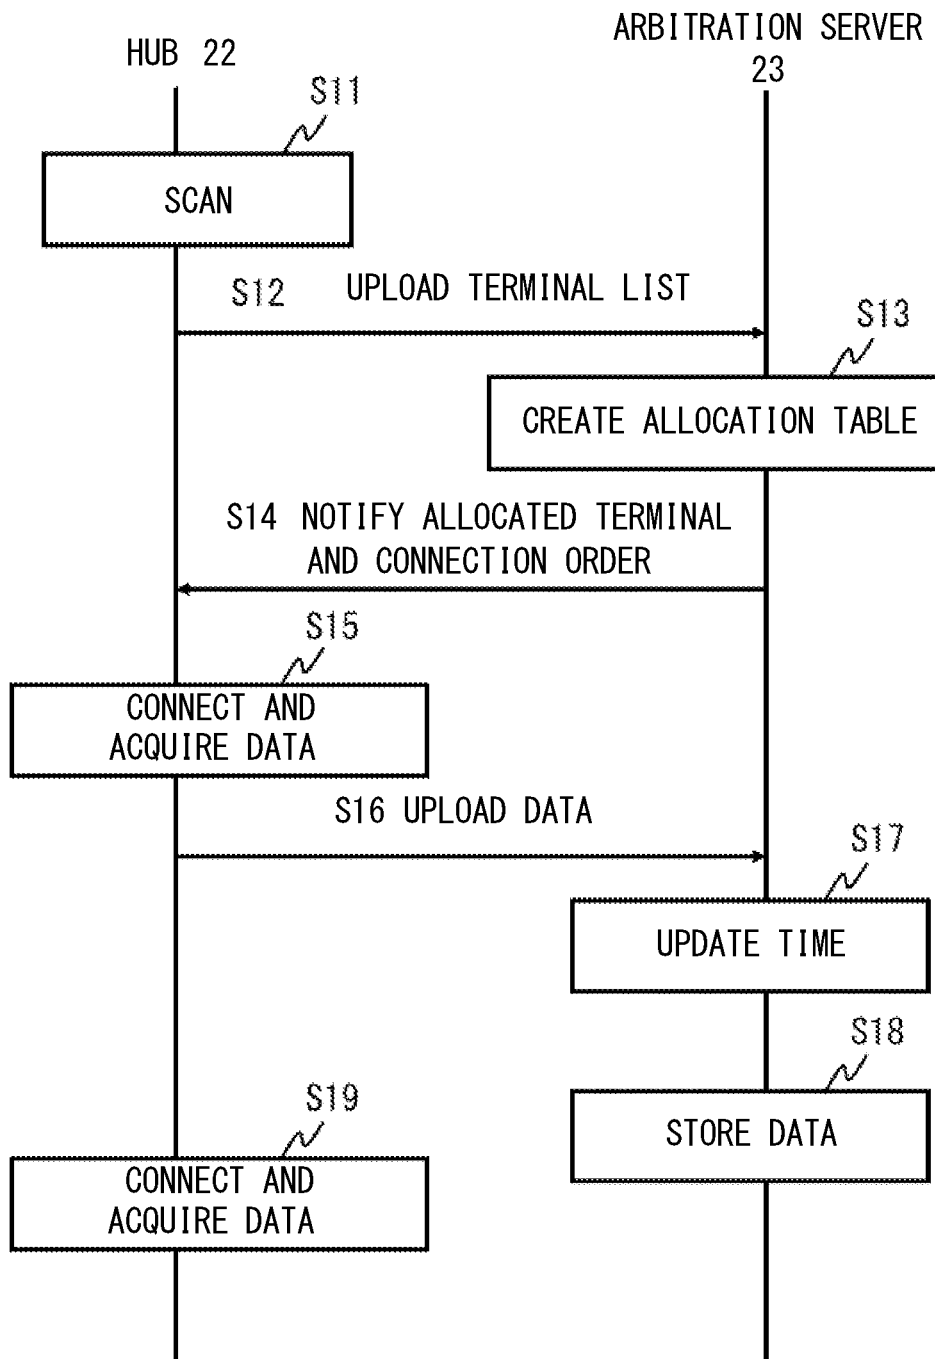 HUB 22
ARBITRATION SERVER
23
S11
SCAN
S12 UPLOAD TERMINAL LIST
S13
CREATE ALLOCATION TABLE
S14 NOTIFY ALLOCATED TERMINAL
AND CONNECTION ORDER
S15
CONNECT AND
ACQUIRE DATA
S16 UPLOAD DATA
S17
UPDATE TIME
S18
STORE DATA
S19
CONNECT AND
ACQUIRE DATA